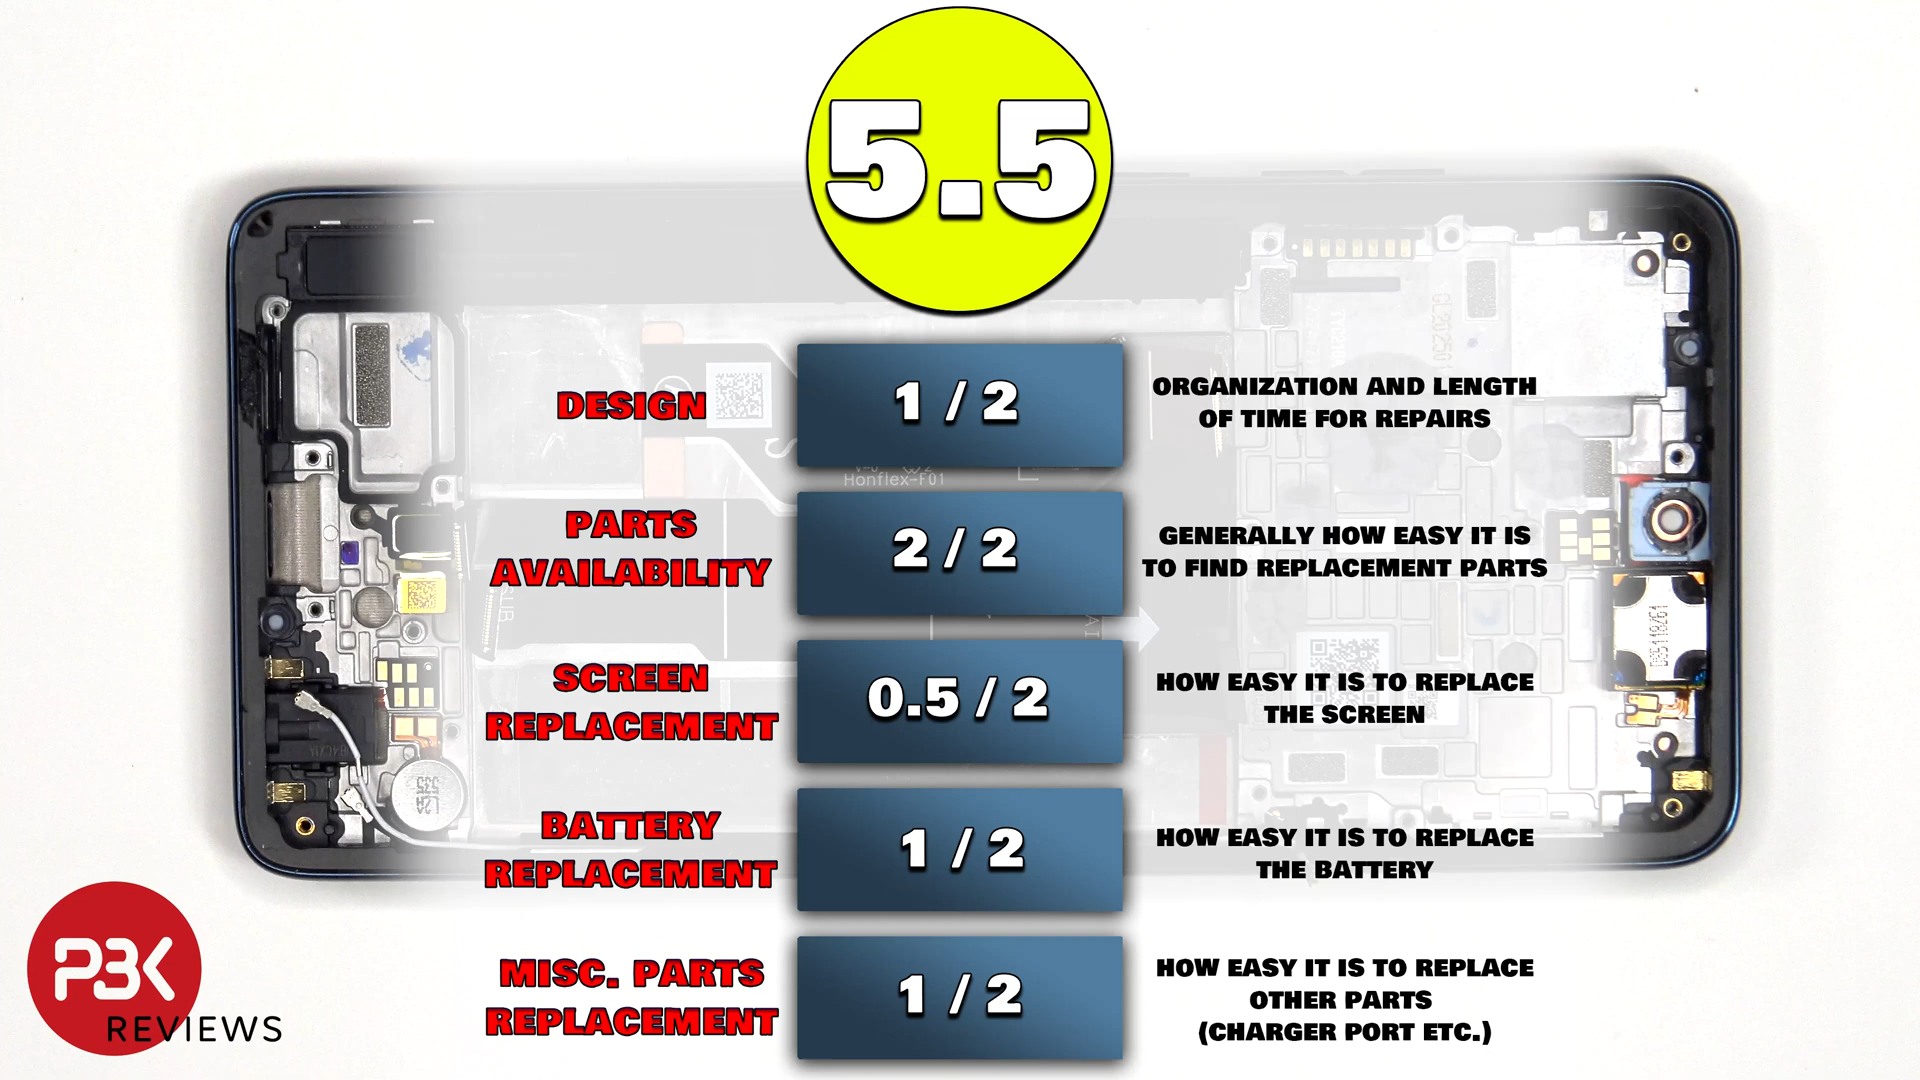 5.5
DESIGN
1 / 2
ORGANIZATION AND LENGTH
OF TIME FOR REPAIRS
Honflex-F01
PARTS
AVAILABILITY
2 / 2
GENERALLY HOW EASY IT IS
TO FIND REPLACEMENT PARTS
SUB
SCREEN
REPLACEMENT
0.5 / 2
HOW EASY IT IS TO REPLACE
THE SCREEN
BATTERY
REPLACEMENT
1 / 2
HOW EASY IT IS TO REPLACE
THE BATTERY
MISC. PARTS
REPLACEMENT
1 / 2
HOW EASY IT IS TO REPLACE
OTHER PARTS
(CHARGER PORT ETC.)
PBK
REVIEWS